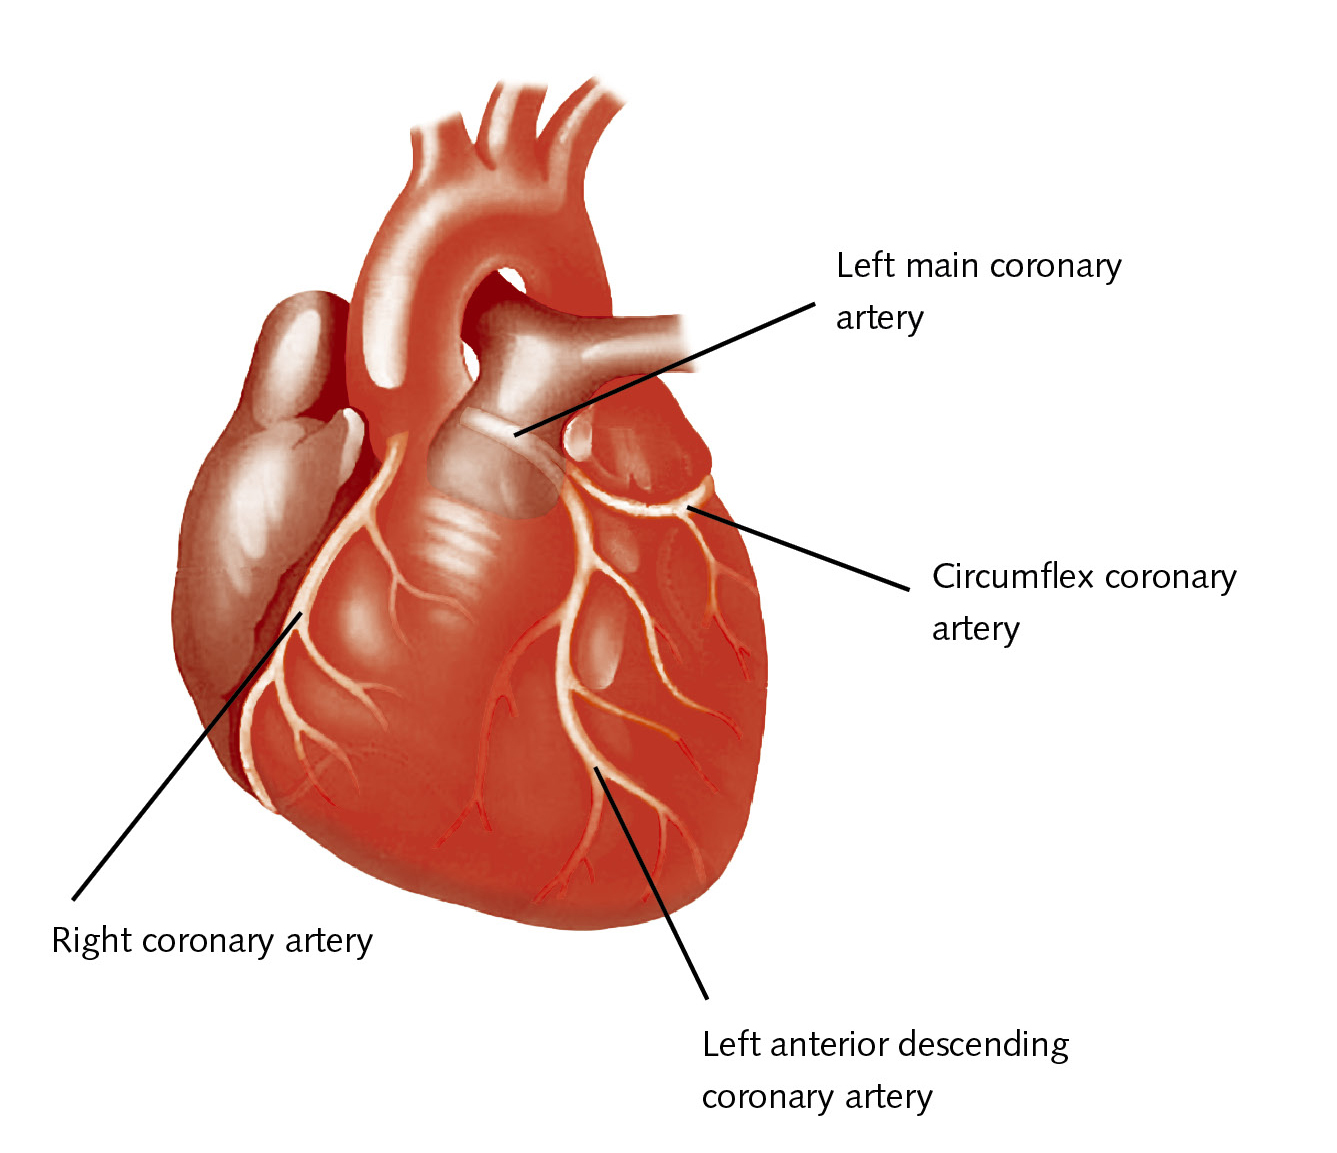 Left main coronary
artery
Circumflex coronary
artery
Right coronary artery
Left anterior descending
coronary artery